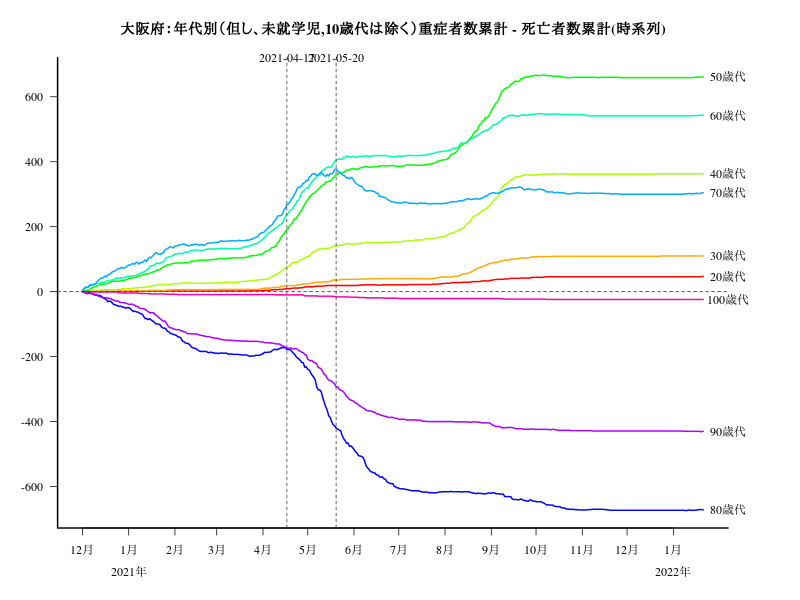 大阪府：年代別（但し、未就学児,10歳代は除く）重症者数累計 - 死亡者数累計(時系列)
2021-04-17
2021-05-20
600
400
200
0
-200
-400
-600
50歳代
60歳代
40歳代
70歳代
30歳代
20歳代
100歳代
90歳代
80歳代
12月 1月 2月 3月 4月 5月 6月 7月 8月 9月 10月 11月 12月 1月
2021年 2022年